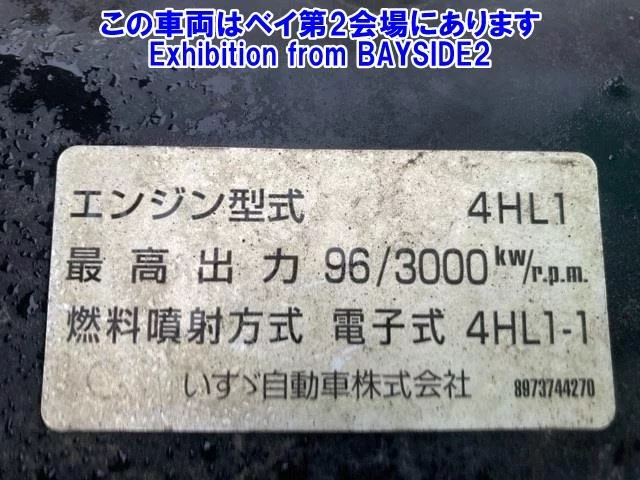 この車両はベイ第2会場にあります
Exhibition from BAYSIDE2
エンジン型式 4HL1
最高出力 96/3000 kw/r.p.m.
燃料噴射方式 電子式 4HL1-1
いすゞ自動車株式会社 8973744270